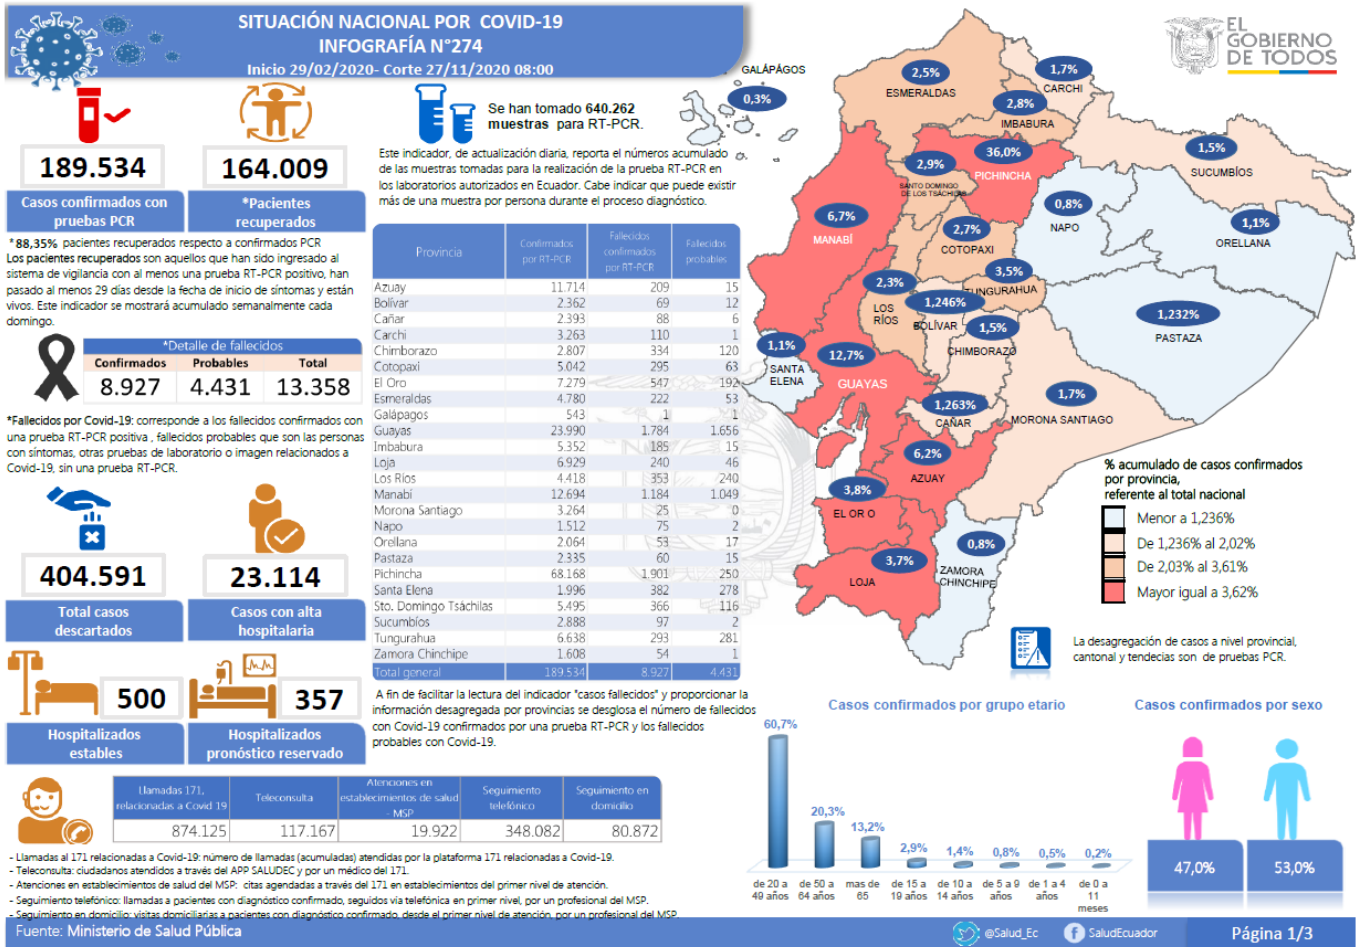 SITUACIÓN NACIONAL POR COVID-19
INFOGRAFÍA N°274
Inicio 29/02/2020- Corte 27/11/2020 08:00
EL
GOBIERNO
DE TODOS
189.534
Casos confirmados con
pruebas PCR
164.009
*Pacientes
recuperados
*88,35% pacientes recuperados respecto a confirmados PCR
Los pacientes recuperados son aquellos que han sido ingresado al
sistema de vigilancia con al menos una prueba RT-PCR positivo, han
pasado al menos 29 días desde la fecha de inicio de síntomas y están
vivos. Este indicador se mostrará acumulado semanalmente cada
domingo.
*Detalle de fallecidos
Confirmados Probables Total
8.927 4.431 13.358
*Fallecidos por Covid-19: corresponde a los fallecidos confirmados con
una prueba RT-PCR positiva , fallecidos probables que son las personas
con síntomas, otras pruebas de laboratorio o imagen relacionados a
Covid-19, sin una prueba RT-PCR.
404.591
Total casos
descartados
23.114
Casos con alta
hospitalaria
500
Hospitalizados
estables
357
Hospitalizados
pronóstico reservado
Se han tomado 640.262
muestras para RT-PCR.
Este indicador, de actualización diaria, reporta el números acumulado
de las muestras tomadas para la realización de la prueba RT-PCR en
los laboratorios autorizados en Ecuador. Cabe indicar que puede existir
más de una muestra por persona durante el proceso diagnóstico.
Provincia Confirmados por RT-PCR Fallecidos confirmados por RT-PCR Fallecidos probables
Azuay 11.714 209 15
Bolívar 2.362 69 12
Cañar 2.393 88 6
Carchi 3.263 110 1
Chimborazo 2.807 334 120
Cotopaxi 5.042 295 63
El Oro 7.279 547 192
Esmeraldas 4.780 222 53
Galápagos 543 1 1
Guayas 23.990 1.784 1.656
Imbabura 5.352 185 15
Loja 6.929 240 46
Los Ríos 4.418 353 240
Manabí 12.694 1.184 1.049
Morona Santiago 3.264 25 0
Napo 1.512 75 2
Orellana 2.064 53 17
Pastaza 2.335 60 15
Pichincha 68.168 1.901 250
Santa Elena 1.996 382 278
Sto. Domingo Tsáchilas 5.495 366 116
Sucumbíos 2.888 97 2
Tungurahua 6.638 293 281
Zamora Chinchipe 1.608 54 1
Total general 189.534 8.927 4.431
A fin de facilitar la lectura del indicador "casos fallecidos" y proporcionar la
información desagregada por provincias se desglosa el número de fallecidos
con Covid-19 confirmados por una prueba RT-PCR y los fallecidos
probables con Covid-19.
GALÁPAGOS
0,3%
2,5%
ESMERALDAS
1,7%
CARCHI
2,8%
IMBABURA
1,5%
SUCUMBÍOS
36,0%
PICHINCHA
2,9%
SANTO DOMINGO
DE LOS TSÁCHILAS
0,8%
NAPO
1,1%
ORELLANA
6,7%
MANABÍ
2,7%
COTOPAXI
3,5%
TUNGURAHUA
2,3%
LOS
RÍOS
1,246%
BOLÍVAR
1,5%
CHIMBORAZO
1,232%
PASTAZA
1,1%
SANTA
ELENA
12,7%
GUAYAS
1,263%
CAÑAR
1,7%
MORONA SANTIAGO
6,2%
AZUAY
3,8%
EL OR O
3,7%
LOJA
0,8%
ZAMORA
CHINCHIPE
% acumulado de casos confirmados
por provincia,
referente al total nacional
Menor a 1,236%
De 1,236% al 2,02%
De 2,03% al 3,61%
Mayor igual a 3,62%
La desagregación de casos a nivel provincial,
cantonal y tendecias son de pruebas PCR.
Casos confirmados por grupo etario
60,7% 20,3% 13,2% 2,9% 1,4% 0,8% 0,5% 0,2%
de 20 a 49 años
de 50 a 64 años
mas de 65
de 15 a 19 años
de 10 a 14 años
de 5 a 9 años
de 1 a 4 años
de 0 a 11 meses
Casos confirmados por sexo
47,0% 53,0%
Llamadas 171, relacionadas a Covid 19
Teleconsulta
Atenciones en establecimientos de salud - MSP
Seguimiento telefónico
Seguimiento en domicilio
874.125 117.167 19.922 348.082 80.872
- Llamadas al 171 relacionadas a Covid-19: número de llamadas (acumuladas) atendidas por la plataforma 171 relacionadas a Covid-19.
- Teleconsulta: ciudadanos atendidos a través del APP SALUDEC y por un médico del 171.
- Atenciones en establecimientos de salud del MSP: citas agendadas a través del 171 en establecimientos del primer nivel de atención.
- Seguimiento telefónico: llamadas a pacientes con diagnóstico confirmado, seguidos vía telefónica en primer nivel, por un profesional del MSP.
- Seguimiento en domicilio: visitas domiciliarias a pacientes con diagnóstico confirmado, desde el primer nivel de atención, por un profesional del MSP.
Fuente: Ministerio de Salud Pública
@Salud_Ec
SaludEcuador
Página 1/3